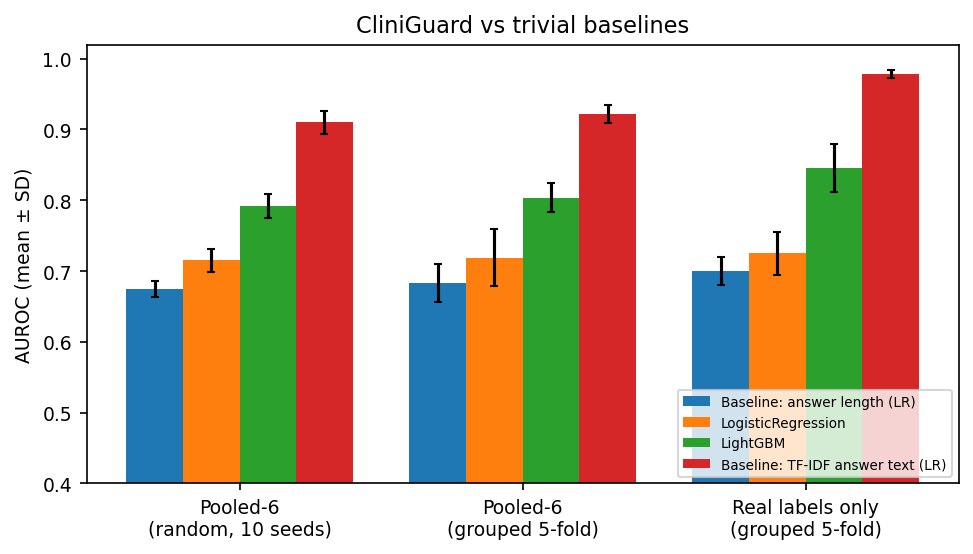 CliniGuard vs trivial baselines
AUROC (mean ± SD)
1.0
0.9
0.8
0.7
0.6
0.5
0.4
Baseline: answer length (LR)
LogisticRegression
LightGBM
Baseline: TF-IDF answer text (LR)
Pooled-6
(random, 10 seeds)
Pooled-6
(grouped 5-fold)
Real labels only
(grouped 5-fold)